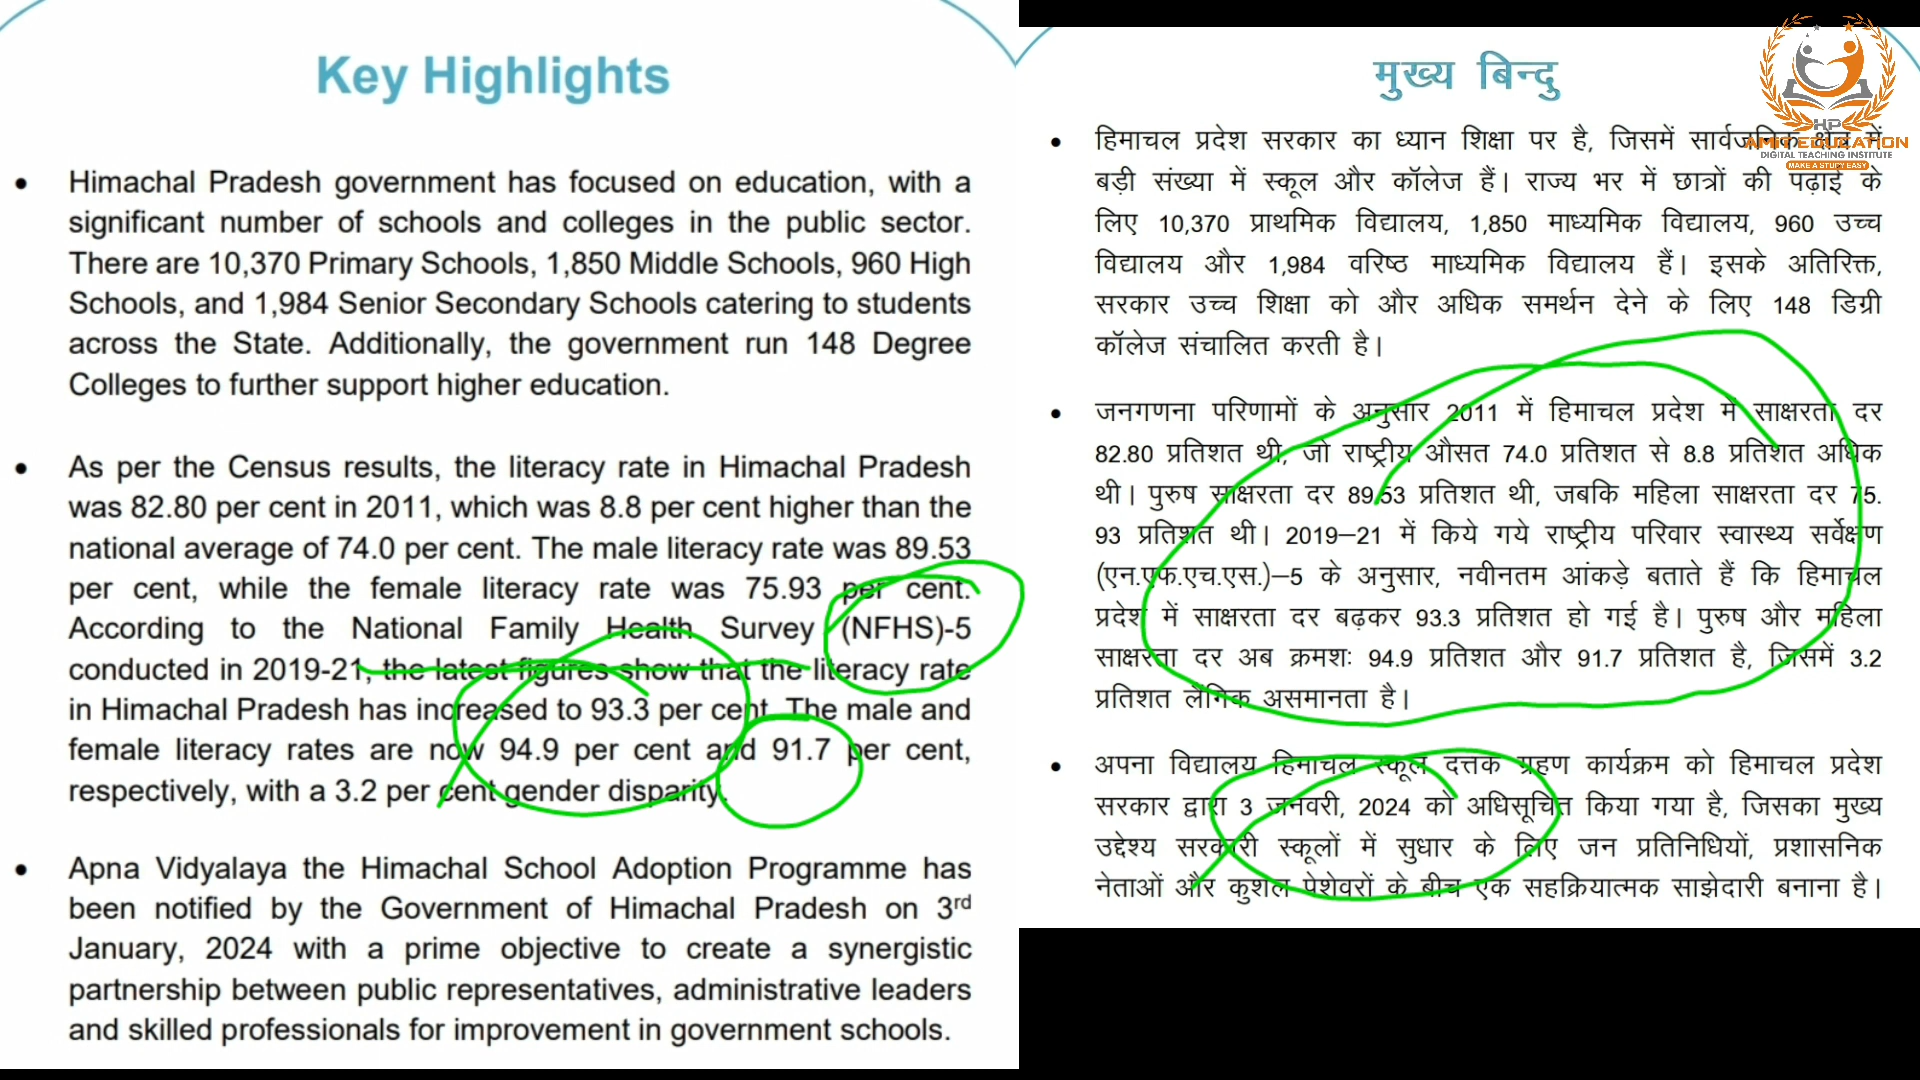 Key Highlights
• Himachal Pradesh government has focused on education, with a
significant number of schools and colleges in the public sector.
There are 10,370 Primary Schools, 1,850 Middle Schools, 960 High
Schools, and 1,984 Senior Secondary Schools catering to students
across the State. Additionally, the government run 148 Degree
Colleges to further support higher education.
• As per the Census results, the literacy rate in Himachal Pradesh
was 82.80 per cent in 2011, which was 8.8 per cent higher than the
national average of 74.0 per cent. The male literacy rate was 89.53
per cent, while the female literacy rate was 75.93 per cent.
According to the National Family Health Survey (NFHS)-5
conducted in 2019-21, the latest figures show that the literacy rate
in Himachal Pradesh has increased to 93.3 per cent. The male and
female literacy rates are now 94.9 per cent and 91.7 per cent,
respectively, with a 3.2 per cent gender disparity.
• Apna Vidyalaya the Himachal School Adoption Programme has
been notified by the Government of Himachal Pradesh on 3rd
January, 2024 with a prime objective to create a synergistic
partnership between public representatives, administrative leaders
and skilled professionals for improvement in government schools.
मुख्य बिन्दु
• हिमाचल प्रदेश सरकार का ध्यान शिक्षा पर है, जिसमें सार्वजनिक क्षेत्र में
बड़ी संख्या में स्कूल और कॉलेज हैं। राज्य भर में छात्रों की पढ़ाई के
लिए 10,370 प्राथमिक विद्यालय, 1,850 माध्यमिक विद्यालय, 960 उच्च
विद्यालय और 1,984 वरिष्ठ माध्यमिक विद्यालय हैं। इसके अतिरिक्त,
सरकार उच्च शिक्षा को और अधिक समर्थन देने के लिए 148 डिग्री
कॉलेज संचालित करती है।
• जनगणना परिणामों के अनुसार 2011 में हिमाचल प्रदेश में साक्षरता दर
82.80 प्रतिशत थी, जो राष्ट्रीय औसत 74.0 प्रतिशत से 8.8 प्रतिशत अधिक
थी। पुरुष साक्षरता दर 89.53 प्रतिशत थी, जबकि महिला साक्षरता दर 75.
93 प्रतिशत थी। 2019–21 में किये गये राष्ट्रीय परिवार स्वास्थ्य सर्वेक्षण
(एन.एफ.एच.एस.)–5 के अनुसार, नवीनतम आंकड़े बताते हैं कि हिमाचल
प्रदेश में साक्षरता दर बढ़कर 93.3 प्रतिशत हो गई है। पुरुष और महिला
साक्षरता दर अब क्रमशः 94.9 प्रतिशत और 91.7 प्रतिशत है, जिसमें 3.2
प्रतिशत लैंगिक असमानता है।
• अपना विद्यालय हिमाचल स्कूल दत्तक ग्रहण कार्यक्रम को हिमाचल प्रदेश
सरकार द्वारा 3 जनवरी, 2024 को अधिसूचित किया गया है, जिसका मुख्य
उद्देश्य सरकारी स्कूलों में सुधार के लिए जन प्रतिनिधियों, प्रशासनिक
नेताओं और कुशल पेशेवरों के बीच एक सहक्रियात्मक साझेदारी बनाना है।
HP
AMIT EDUCATION
DIGITAL TEACHING INSTITUTE
MAKE A STUDY EASY